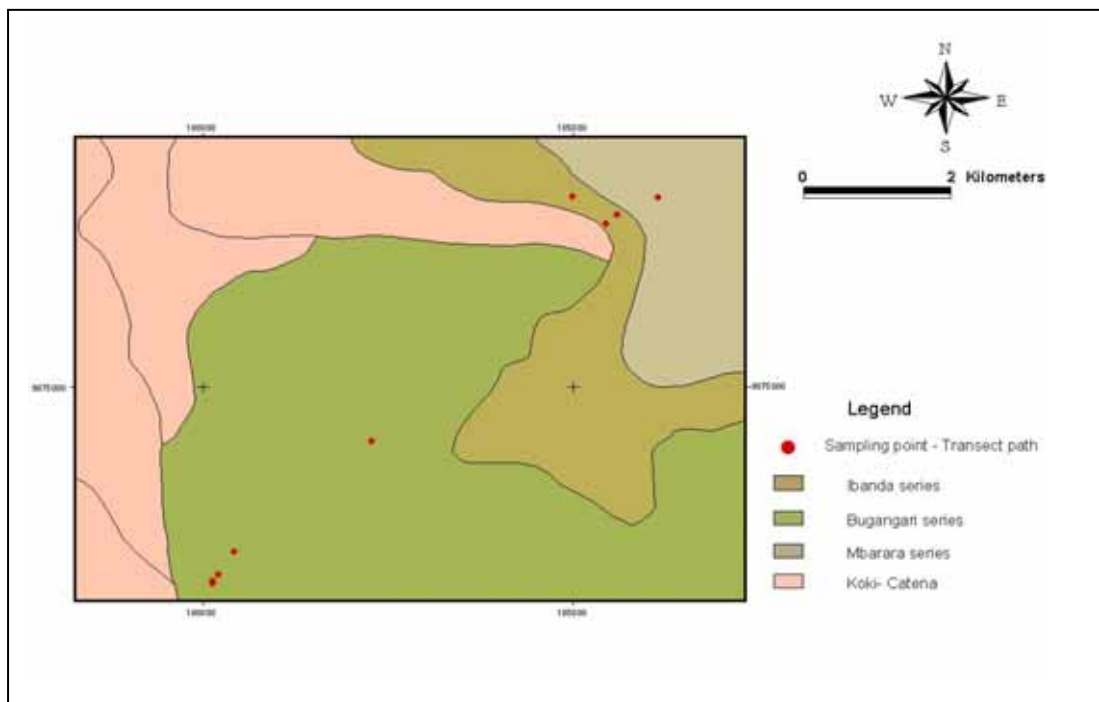 N
W E
S
0 2 Kilometers
Legend
Sampling point - Transect path
Ibanda series
Bugangari series
Mbarara series
Koki- Catena